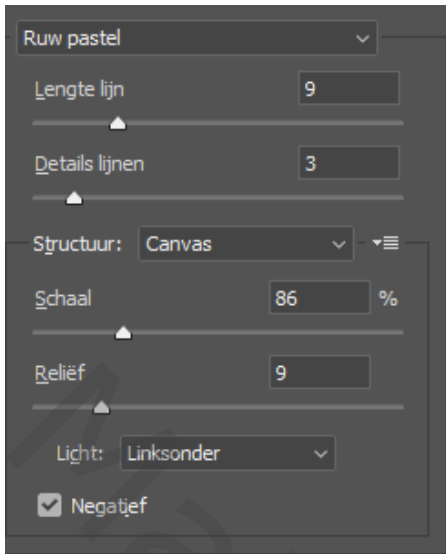 Ruw pastel
Lengte lijn 9
Details lijnen 3
Structuur: Canvas
Schaal 86 %
Reliëf 9
Licht: Linksonder
Negatief